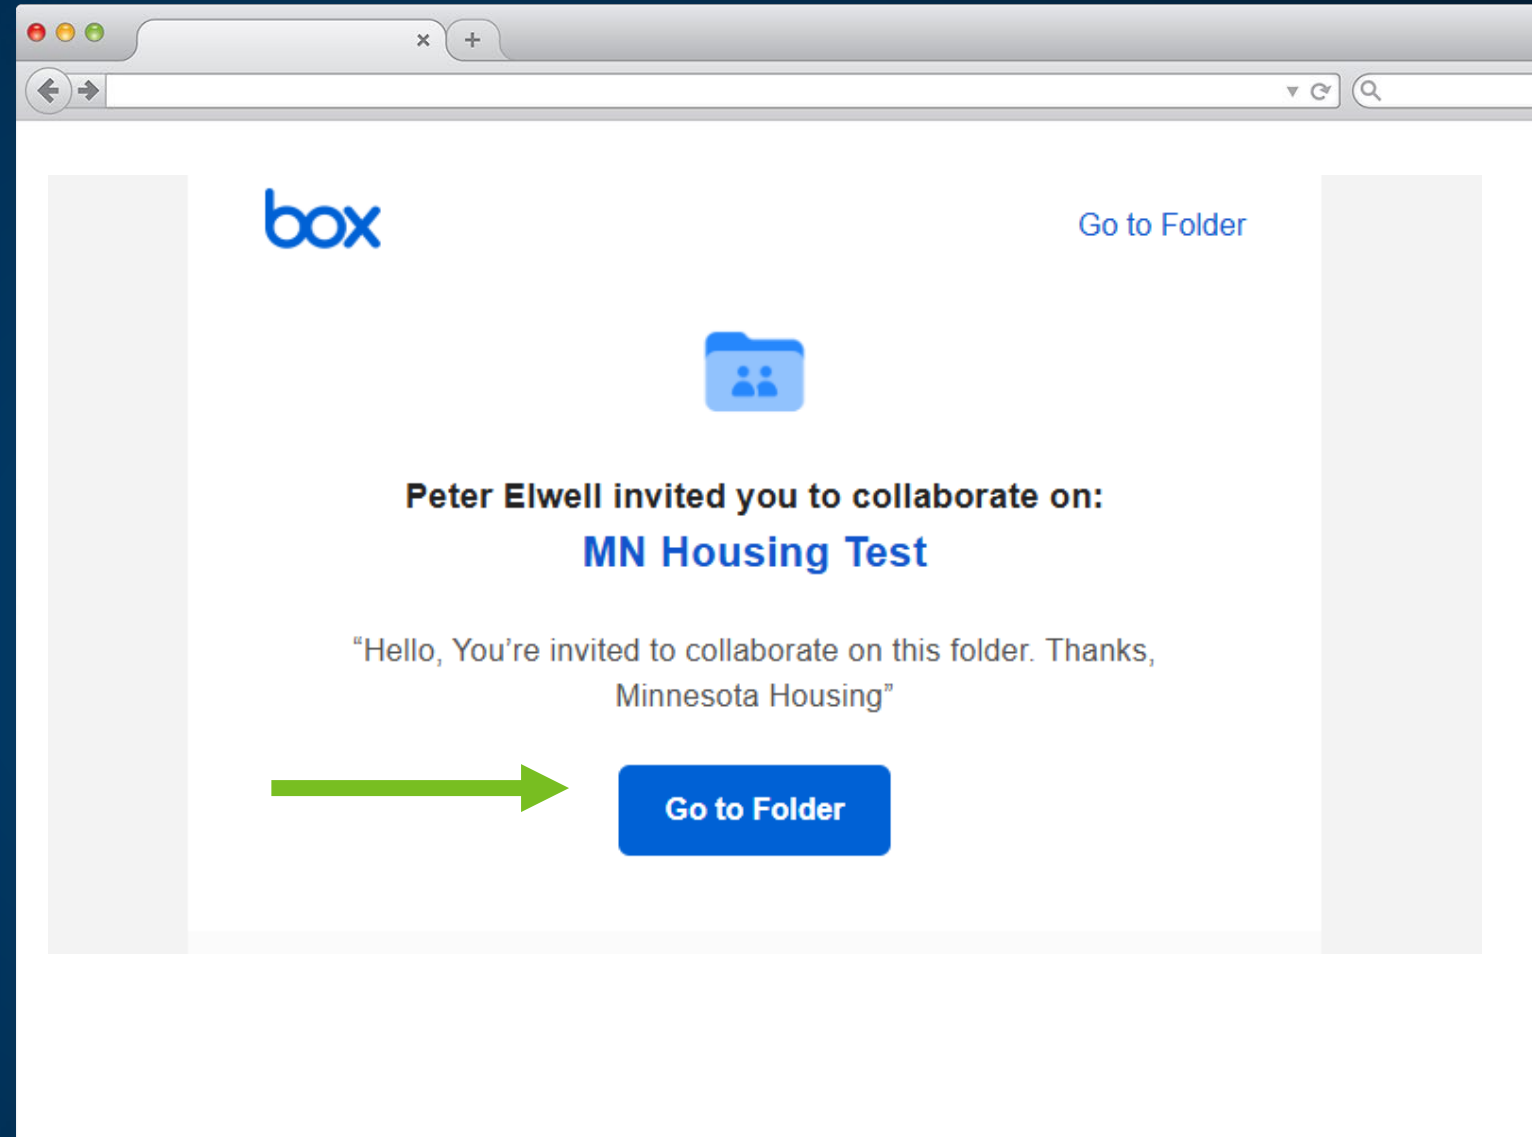 box
Go to Folder
Peter Elwell invited you to collaborate on:
MN Housing Test
“Hello, You’re invited to collaborate on this folder. Thanks,
Minnesota Housing”
Go to Folder